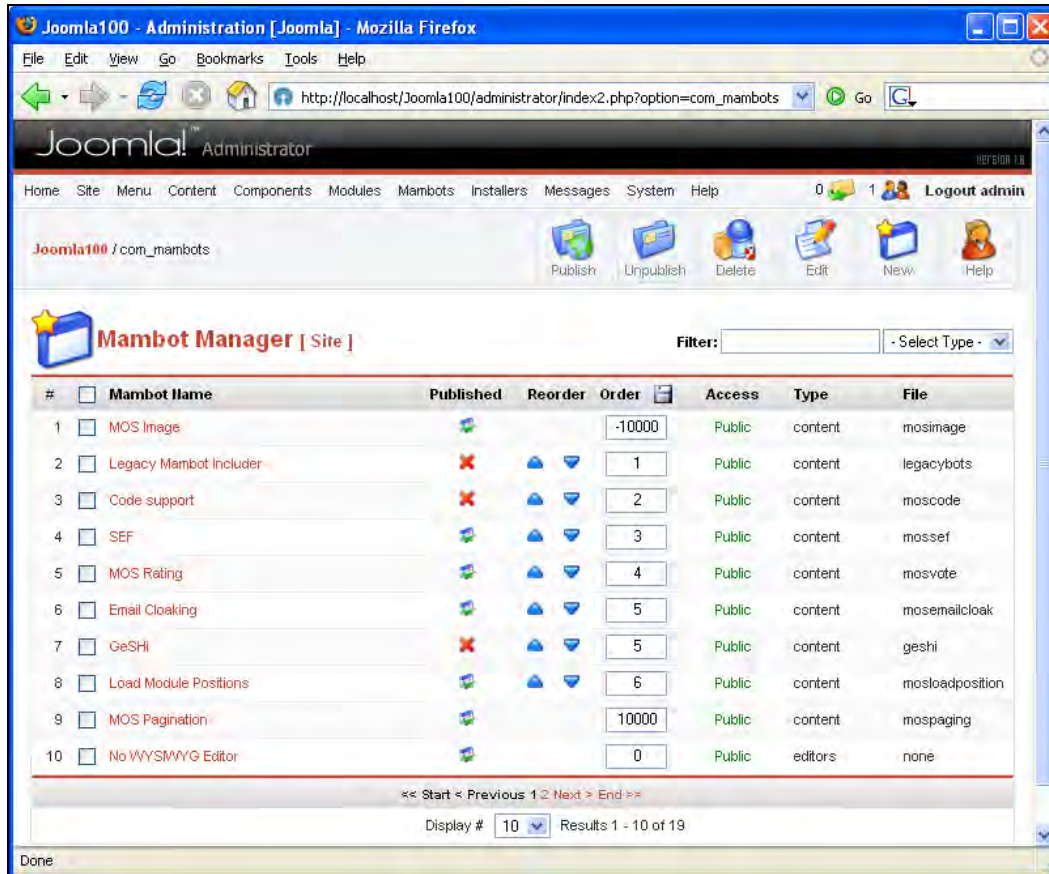 Joomla100 - Administration [Joomla] - Mozilla Firefox
File Edit View Go Bookmarks Tools Help
http://localhost/Joomla100/administrator/index2.php?option=com_mambots Go G
Joomla!™ Administrator
version 1.0
Home Site Menu Content Components Modules Mambots Installers Messages System Help 0 1 Logout admin
Joomla100 / com_mambots
Publish Unpublish Delete Edit New Help
Mambot Manager [ Site ] Filter: - Select Type -
# Mambot Name Published Reorder Order Access Type File
1 MOS Image -10000 Public content mosimage
2 Legacy Mambot Includer 1 Public content legacybots
3 Code support 2 Public content moscode
4 SEF 3 Public content mossef
5 MOS Rating 4 Public content mosvote
6 Email Cloaking 5 Public content mosemailcloak
7 GeSHi 5 Public content geshi
8 Load Module Positions 6 Public content mosloadposition
9 MOS Pagination 10000 Public content mospaging
10 No WYSIWYG Editor 0 Public editors none
<< Start < Previous 1 2 Next > End >>
Display # 10 Results 1 - 10 of 19
Done